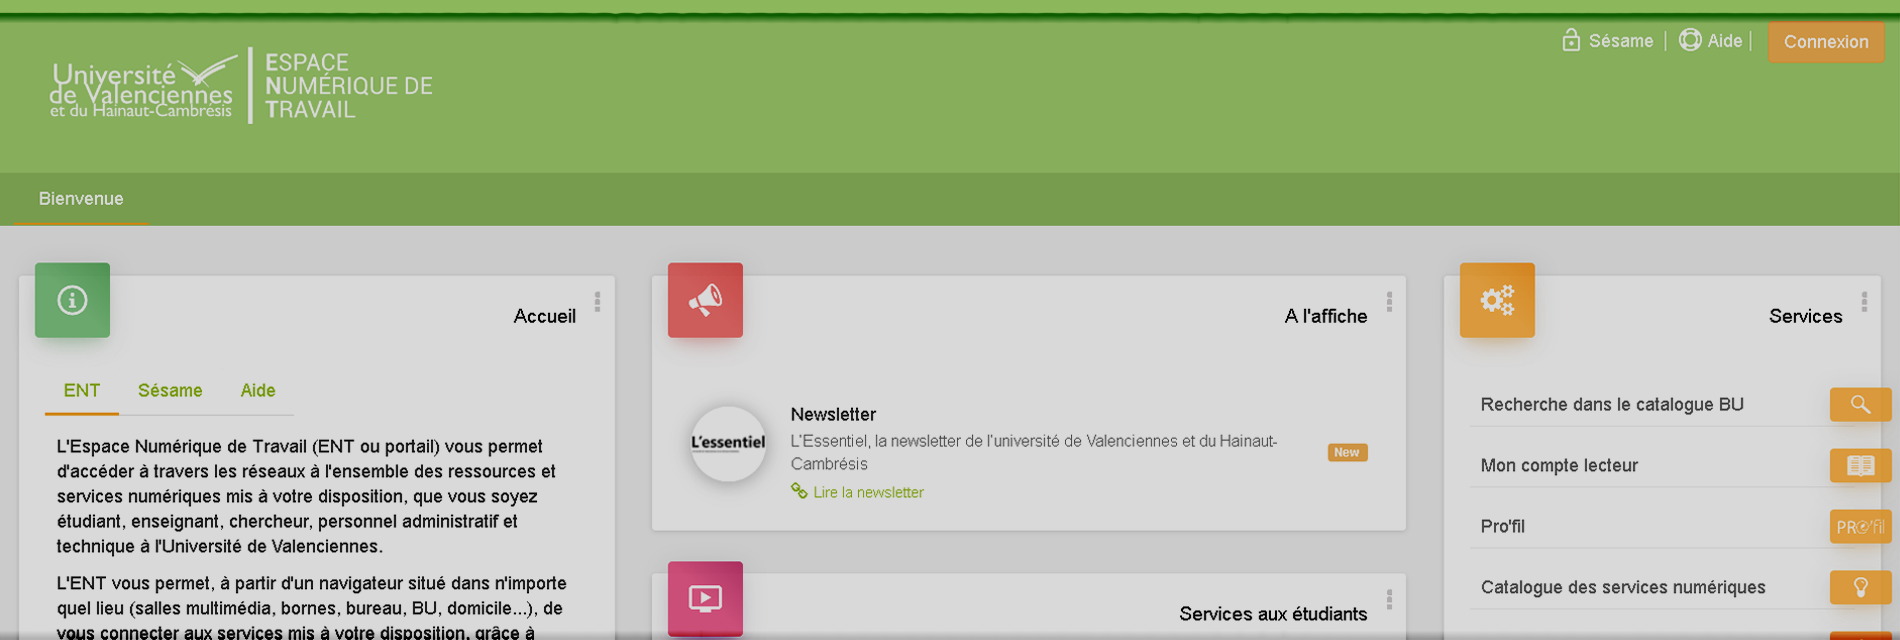 Sésame | Aide | Connexion
Université
de Valenciennes
et du Hainaut-Cambrésis
ESPACE
NUMÉRIQUE DE
TRAVAIL
Bienvenue
Accueil
ENT Sésame Aide
L'Espace Numérique de Travail (ENT ou portail) vous permet
d'accéder à travers les réseaux à l'ensemble des ressources et
services numériques mis à votre disposition, que vous soyez
étudiant, enseignant, chercheur, personnel administratif et
technique à l'Université de Valenciennes.
L'ENT vous permet, à partir d'un navigateur situé dans n'importe
quel lieu (salles multimédia, bornes, bureau, BU, domicile...), de
vous connecter aux services mis à votre disposition, grâce à
A l'affiche
L'essentiel
Newsletter
L'Essentiel, la newsletter de l'université de Valenciennes et du Hainaut-
Cambrésis
New
Lire la newsletter
Services aux étudiants
Services
Recherche dans le catalogue BU
Mon compte lecteur
Pro'fil
PRO'fil
Catalogue des services numériques